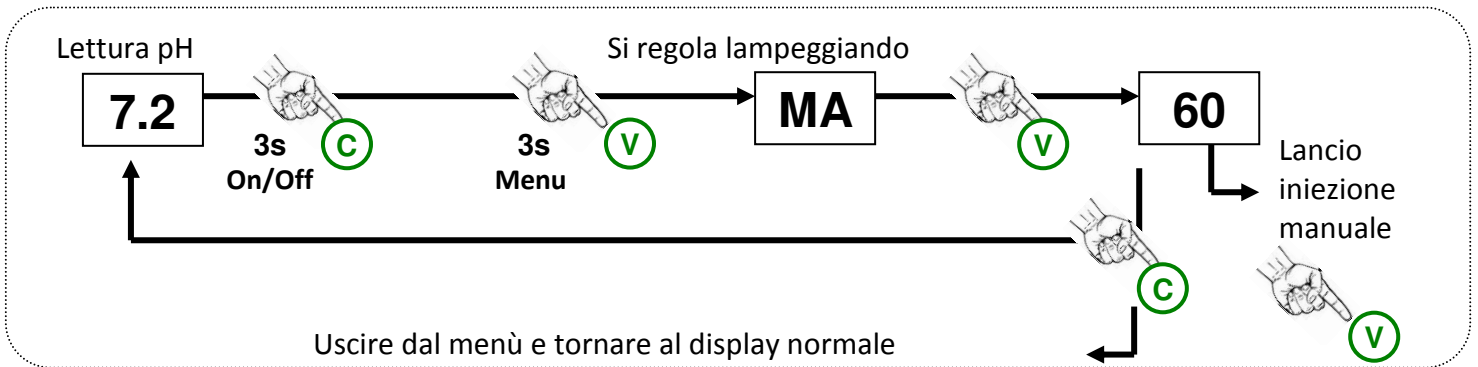 Lettura pH
Si regola lampeggiando
7.2
MA
60
3s
On/Off
C
3s
Menu
V
V
Lancio
iniezione
manuale
C
V
Uscire dal menù e tornare al display normale